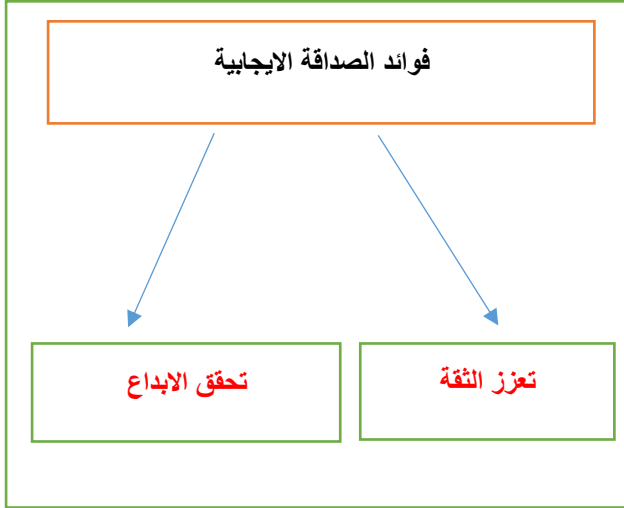 فوائد الصداقة الايجابية
تعزز الثقة
تحقق الابداع